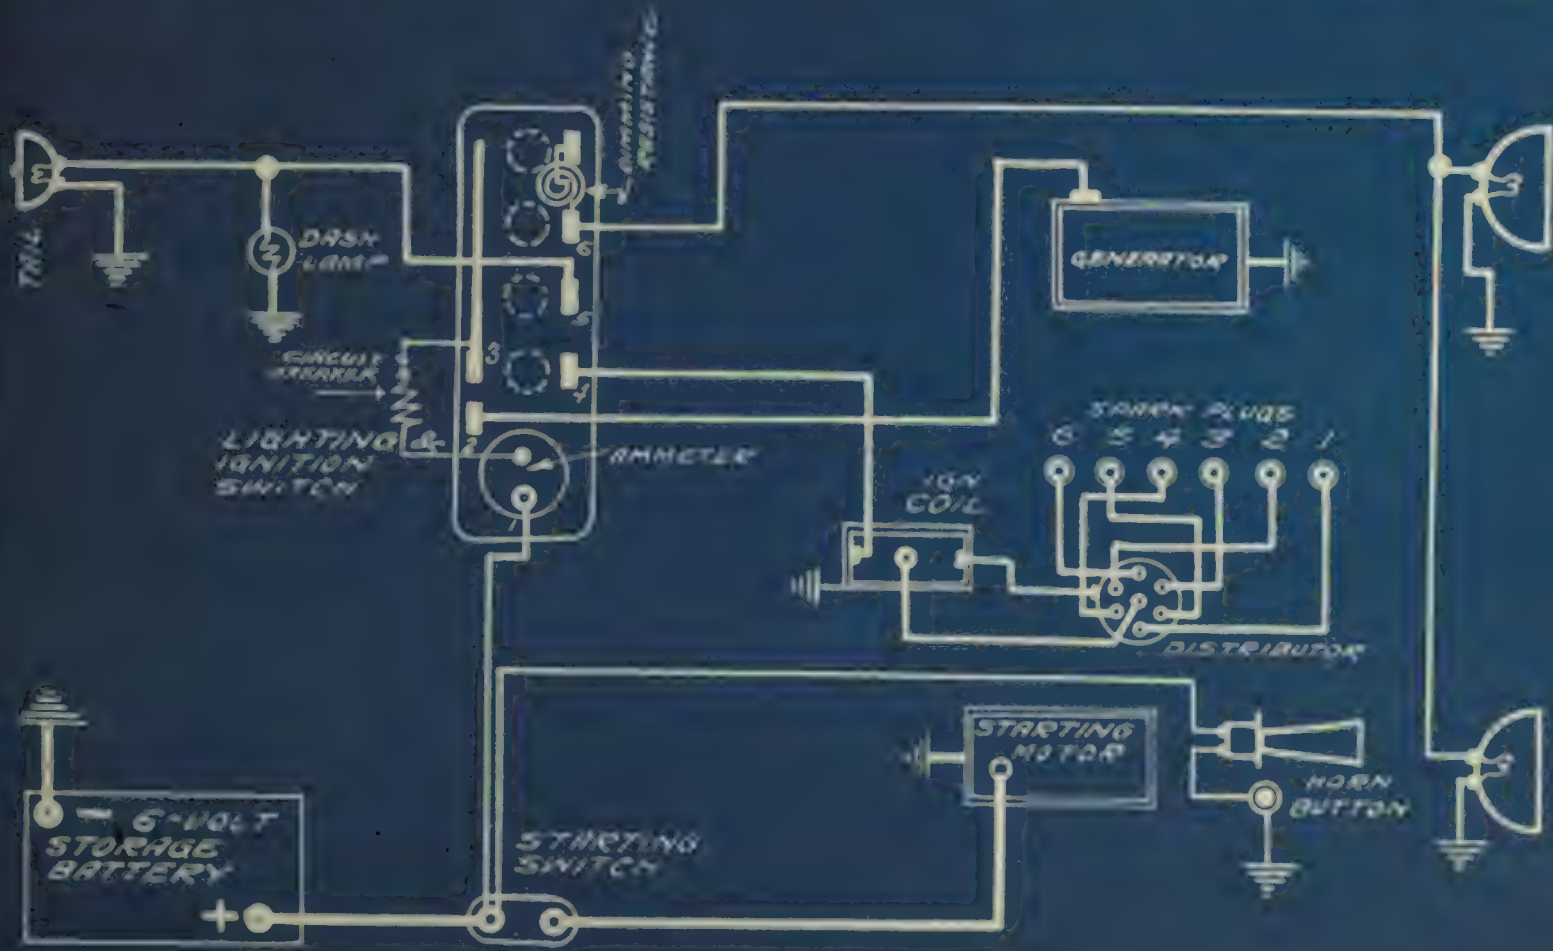 DIMMING
RESISTANCE
TAIL
DASH
LAMP
6
GENERATOR
5
CIRCUIT
BREAKER
3
4
SPARK PLUGS
6 5 4 3 2 1
LIGHTING &
IGNITION
SWITCH
2
AMMETER
IGN
COIL
1
DISTRIBUTOR
STARTING
MOTOR
HORN
BUTTON
- 6-VOLT
STORAGE
BATTERY
+
STARTING
SWITCH